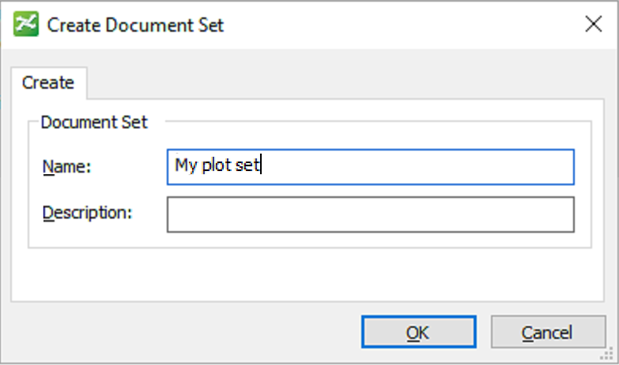 Create Document Set
Create
Document Set
Name:
My plot set
Description:
OK
Cancel